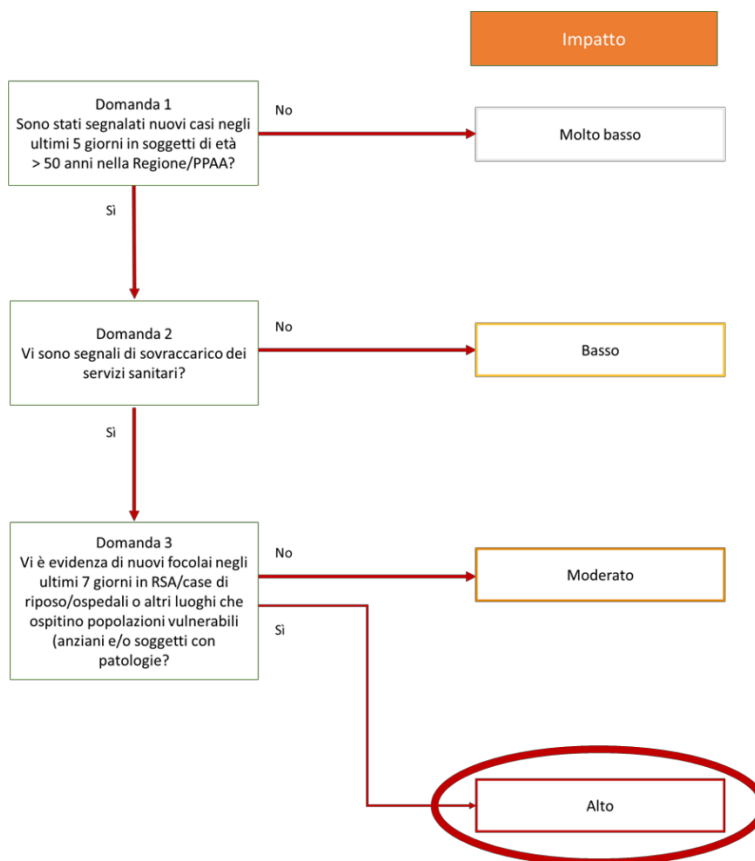 Impatto
Domanda 1
Sono stati segnalati nuovi casi negli
ultimi 5 giorni in soggetti di età
> 50 anni nella Regione/PPAA?
No
Molto basso
Sì
Domanda 2
Vi sono segnali di sovraccarico dei
servizi sanitari?
No
Basso
Sì
Domanda 3
Vi è evidenza di nuovi focolai negli
ultimi 7 giorni in RSA/case di
riposo/ospedali o altri luoghi che
ospitino popolazioni vulnerabili
(anziani e/o soggetti con
patologie?
No
Moderato
Sì
Alto